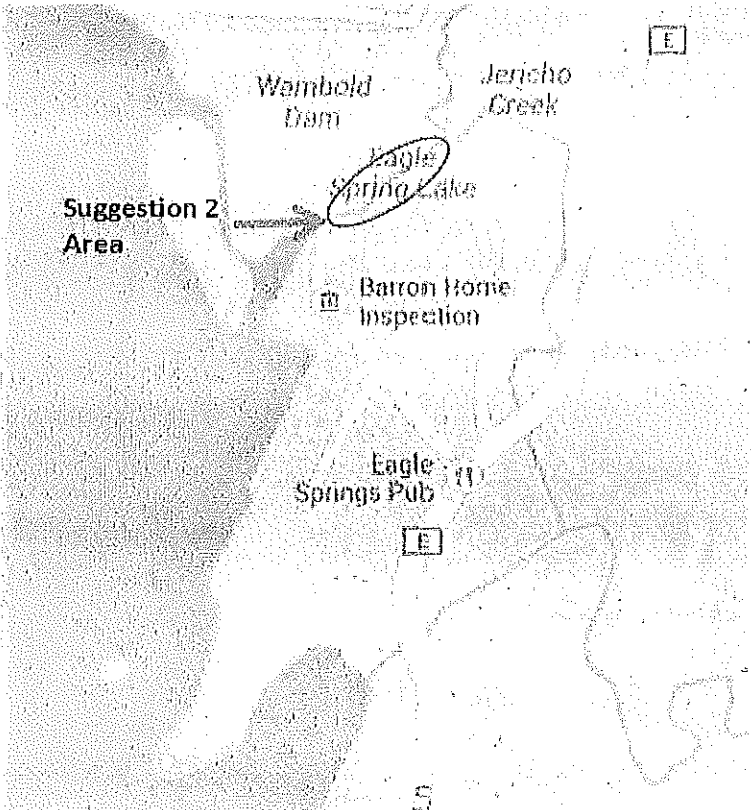 E
Wambold
Dam
Jericho
Creek
Eagle
Spring Lake
Suggestion 2
Area
Barron Home
Inspection
Eagle
Springs Pub
E